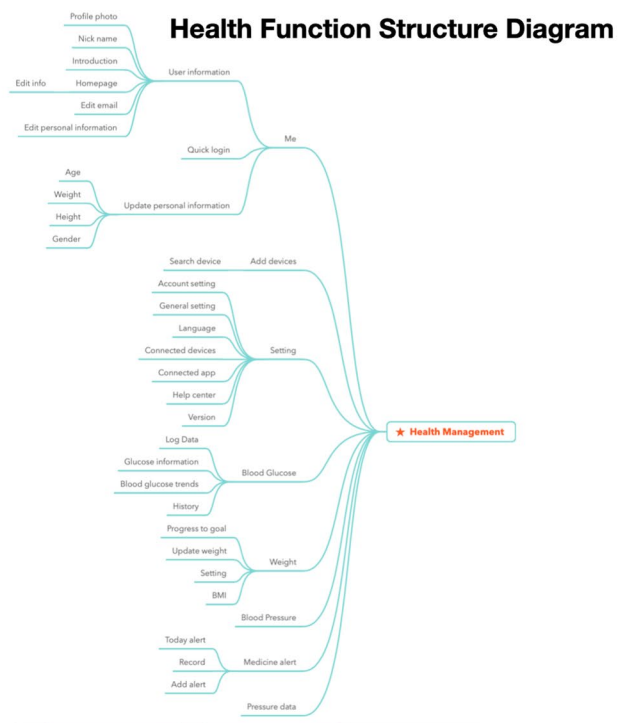 Health Function Structure Diagram
Profile photo
Nick name
Introduction
Edit info
Homepage
Edit email
Edit personal information
User information
Quick login
Me
Age
Weight
Height
Gender
Update personal information
Search device
Add devices
Account setting
General setting
Language
Connected devices
Connected app
Help center
Version
Setting
★ Health Management
Log Data
Glucose information
Blood glucose trends
History
Blood Glucose
Progress to goal
Update weight
Setting
BMI
Weight
Blood Pressure
Today alert
Record
Add alert
Medicine alert
Pressure data